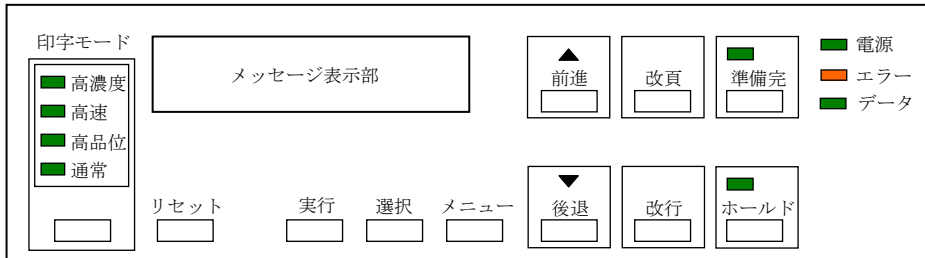 印字モード
高濃度
高速
高品位
通常
メッセージ表示部
リセット
実行
選択
メニュー
▲
前進
改頁
準備完
▼
後退
改行
ホールド
電源
エラー
データ